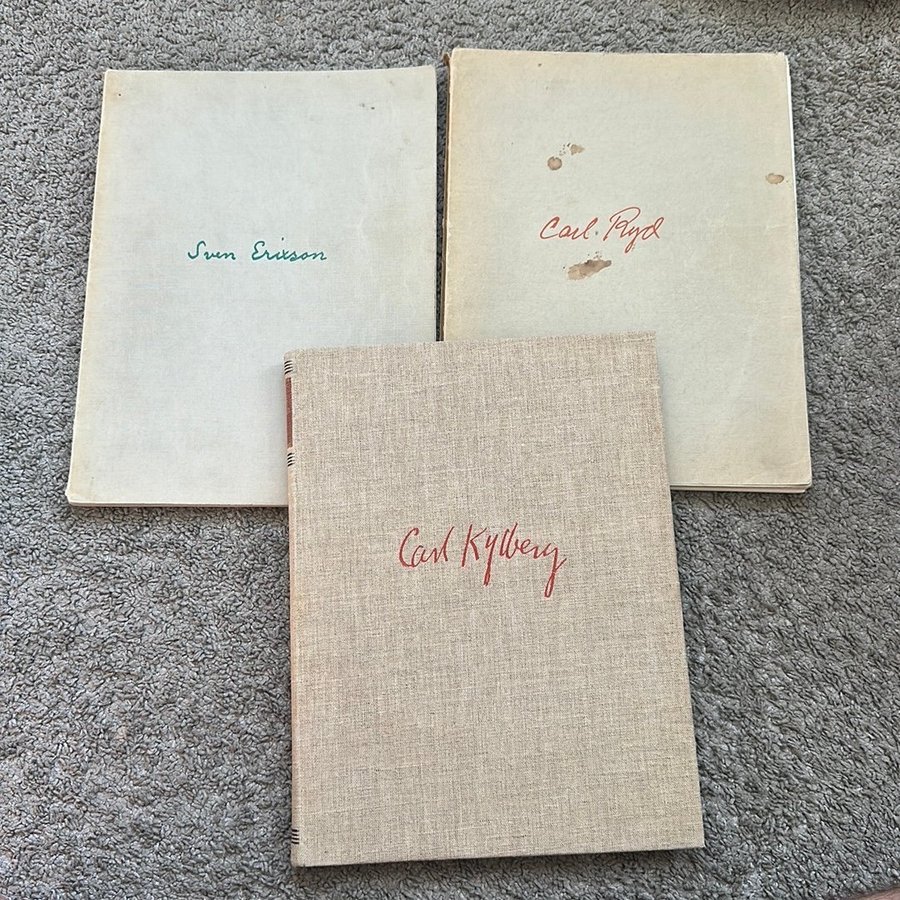 Sven Erixson
Carl Ryd
Carl Kylberg